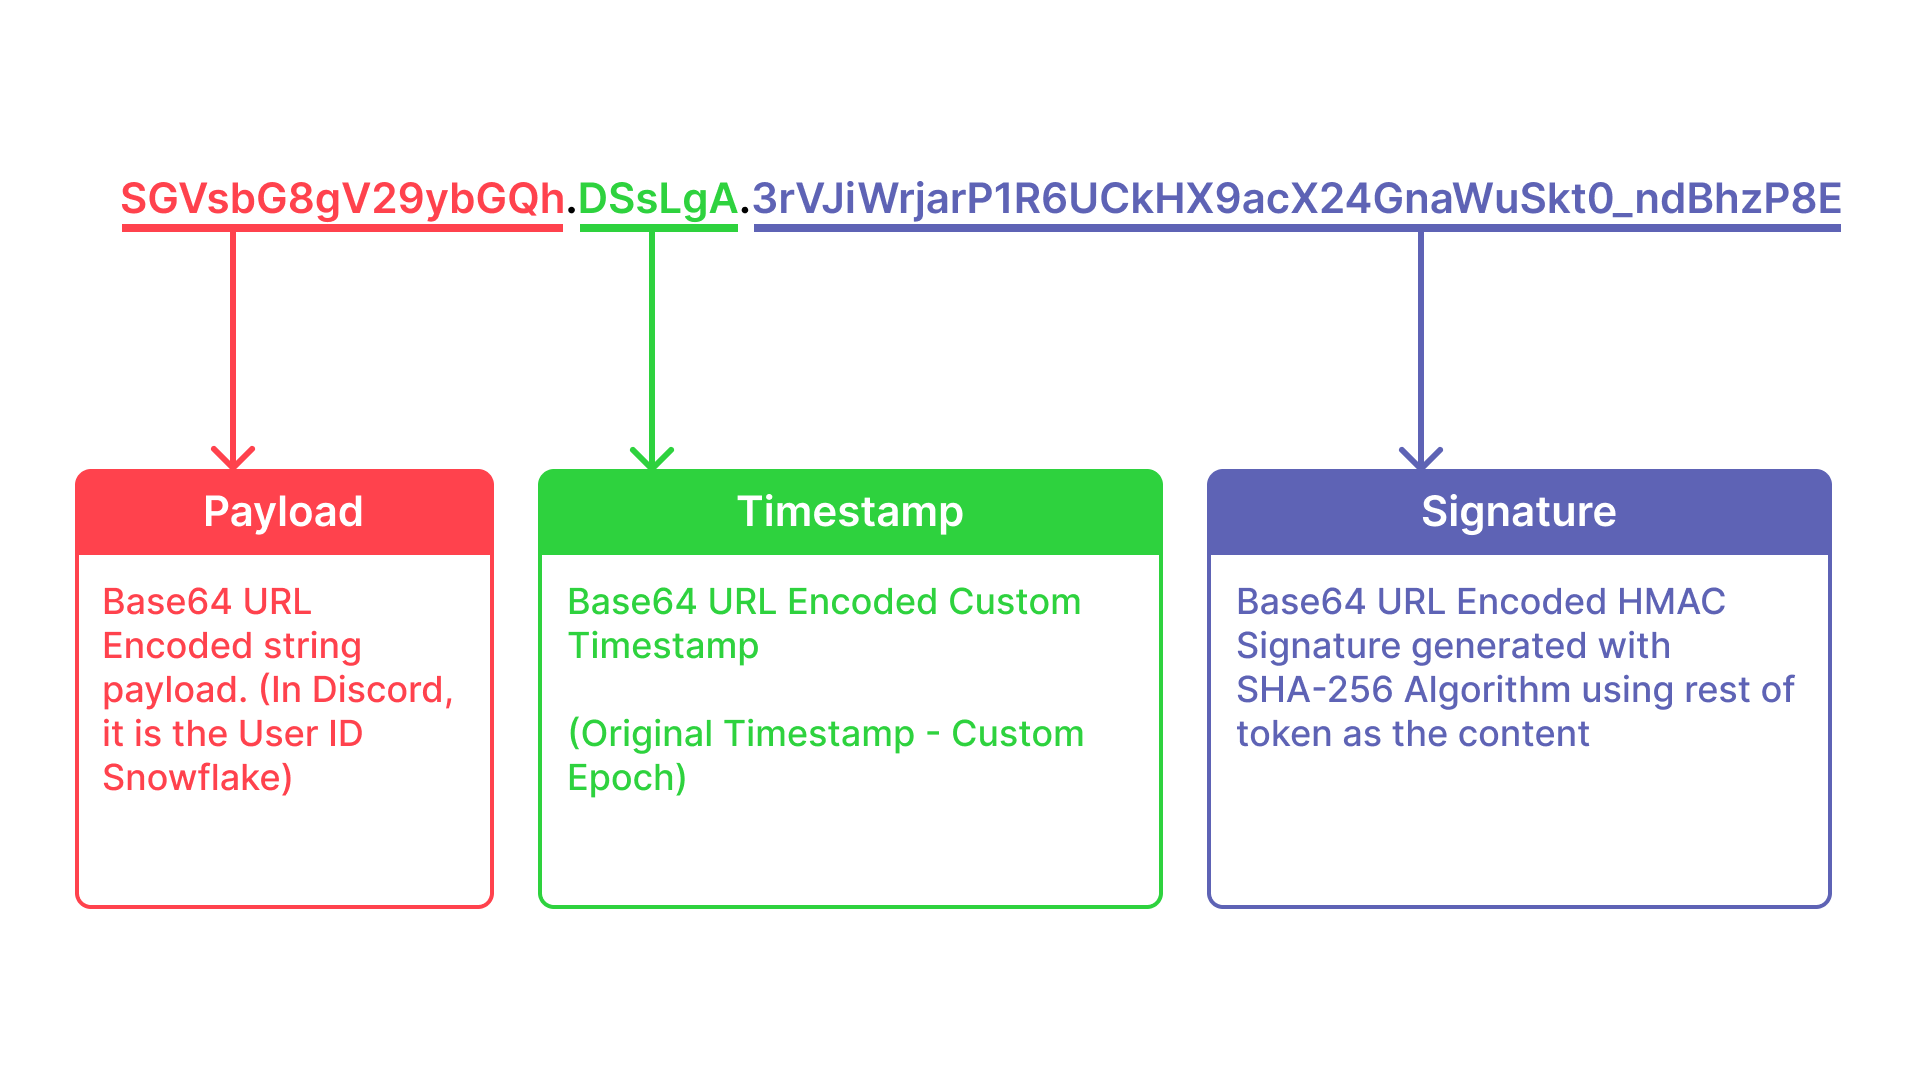 SGVsbG8gV29ybGQh.DSsLgA.3rVJiWrjarP1R6UCkHX9acX24GnaWuSkt0_ndBhzP8E
Payload
Base64 URL
Encoded string
payload. (In Discord,
it is the User ID
Snowflake)
Timestamp
Base64 URL Encoded Custom
Timestamp
(Original Timestamp - Custom
Epoch)
Signature
Base64 URL Encoded HMAC
Signature generated with
SHA-256 Algorithm using rest of
token as the content